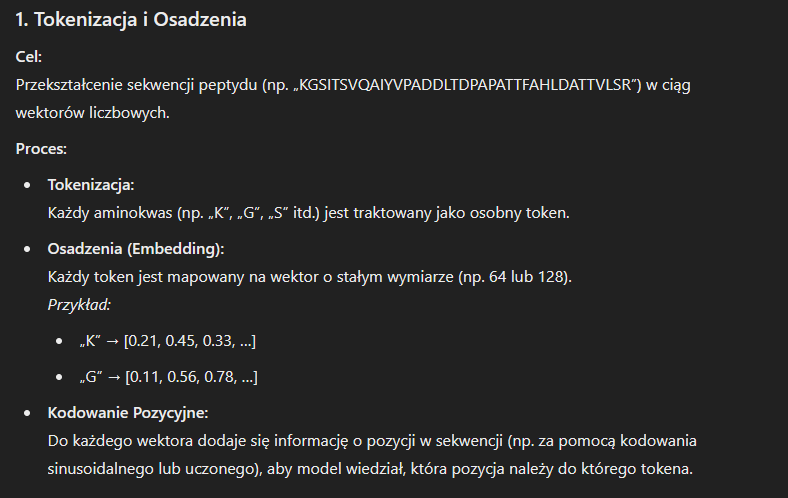 1. Tokenizacja i Osadzenia
Cel:
Przekształcenie sekwencji peptydu (np. „KGSITSVQAIYVPADDLTDPAPATTFAHLDATTVLSR”) w ciąg
wektorów liczbowych.
Proces:
• Tokenizacja:
Każdy aminokwas (np. „K”, „G”, „S” itd.) jest traktowany jako osobny token.
• Osadzenia (Embedding):
Każdy token jest mapowany na wektor o stałym wymiarze (np. 64 lub 128).
Przykład:
• „K” → [0.21, 0.45, 0.33, ...]
• „G” → [0.11, 0.56, 0.78, ...]
• Kodowanie Pozycyjne:
Do każdego wektora dodaje się informację o pozycji w sekwencji (np. za pomocą kodowania
sinusoidalnego lub uczonego), aby model wiedział, która pozycja należy do którego tokena.